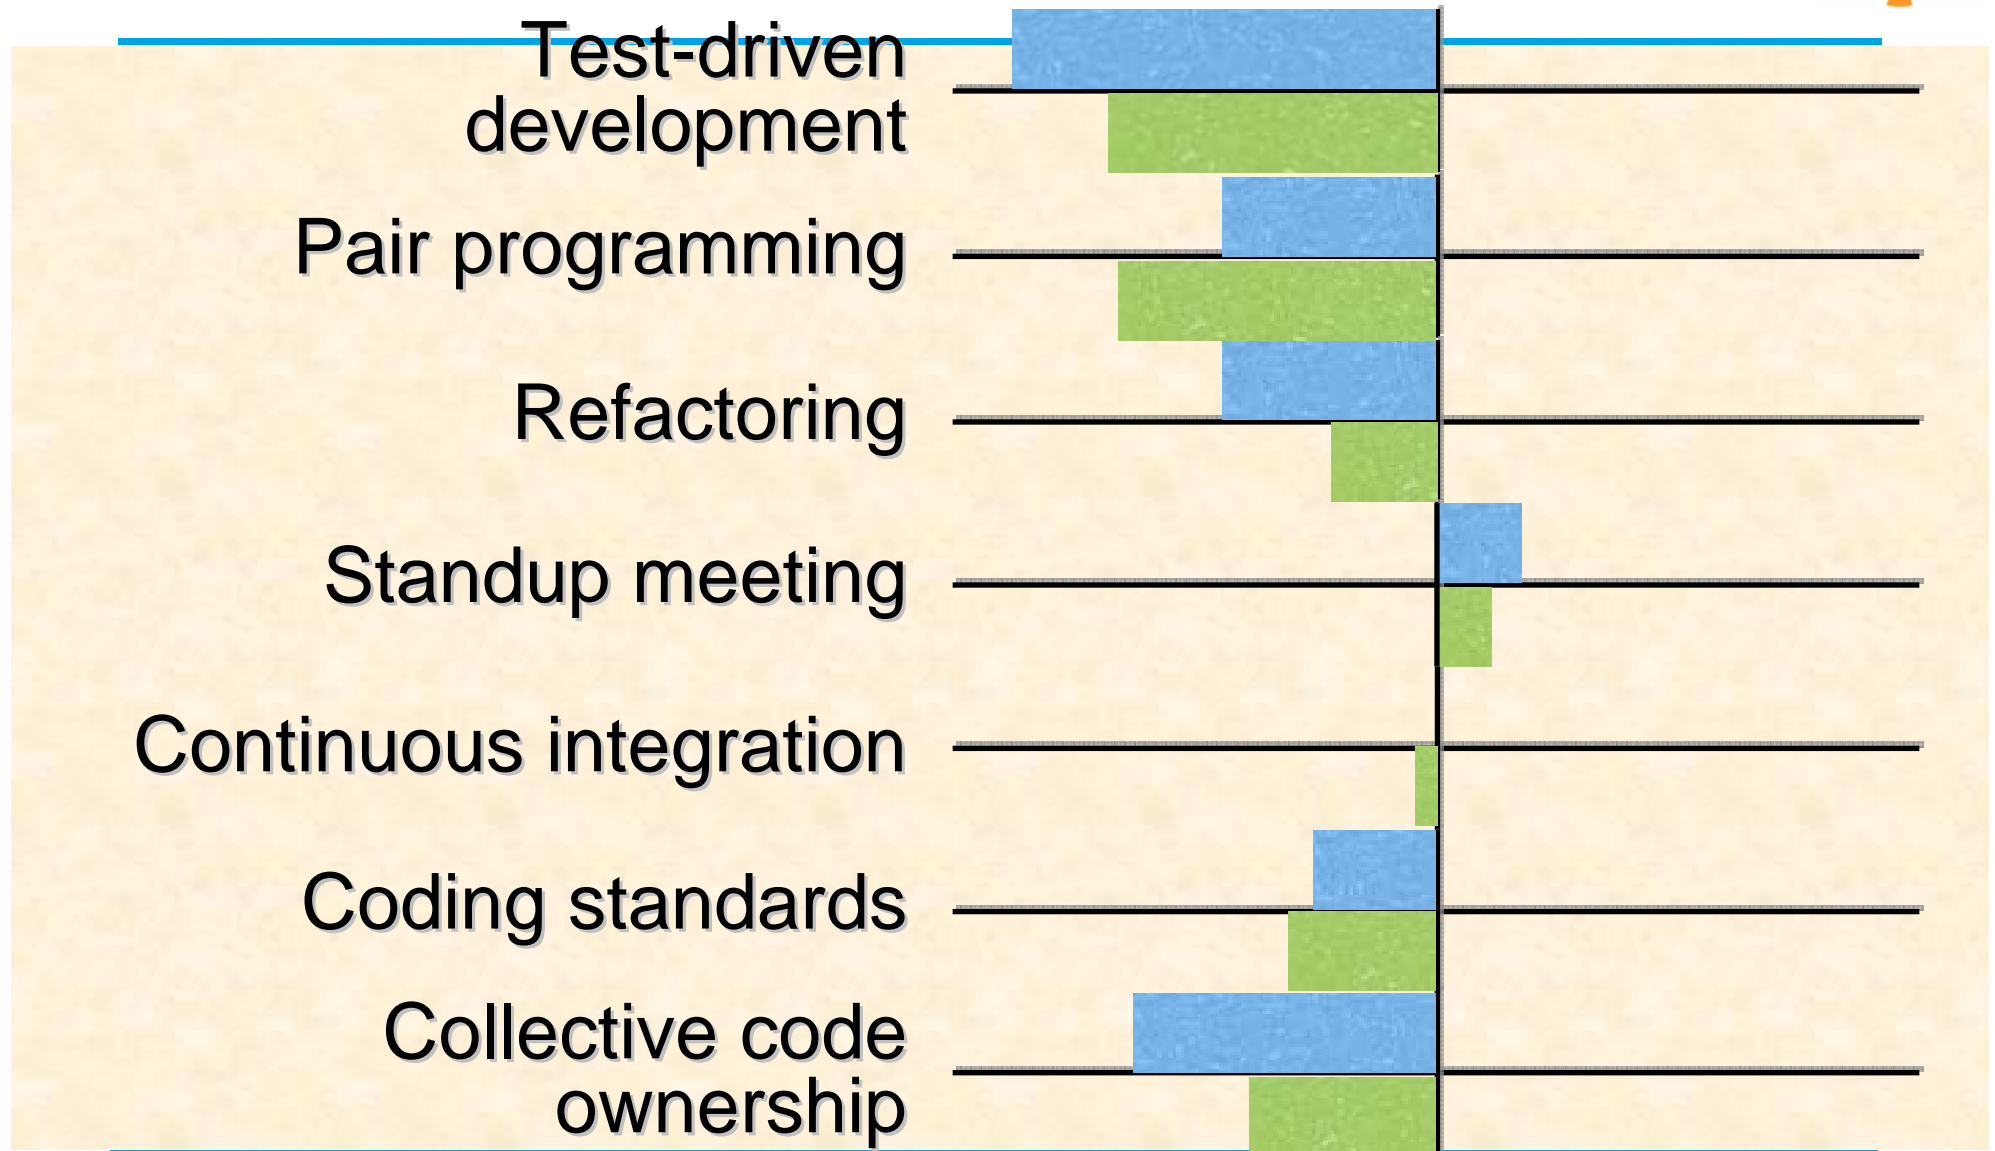 Test-driven
development
Pair programming
Refactoring
Standup meeting
Continuous integration
Coding standards
Collective code
ownership